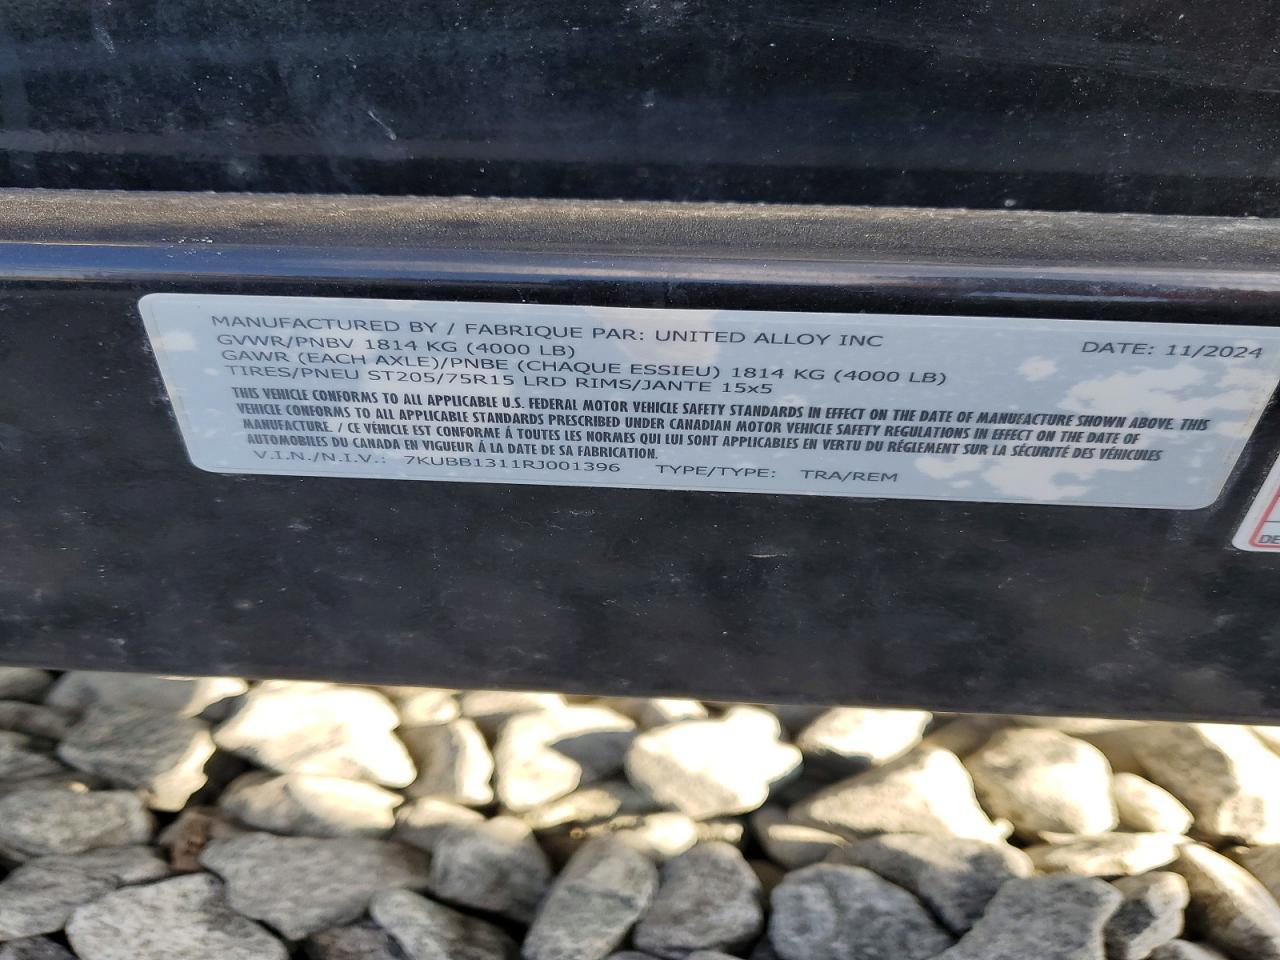 MANUFACTURED BY / FABRIQUE PAR: UNITED ALLOY INC
DATE: 11/2024
GVWR/PNBV 1814 KG (4000 LB)
GAWR (EACH AXLE)/PNBE (CHAQUE ESSIEU) 1814 KG (4000 LB)
TIRES/PNEU ST205/75R15 LRD RIMS/JANTE 15x5
THIS VEHICLE CONFORMS TO ALL APPLICABLE U.S. FEDERAL MOTOR VEHICLE SAFETY STANDARDS IN EFFECT ON THE DATE OF MANUFACTURE SHOWN ABOVE. THIS
VEHICLE CONFORMS TO ALL APPLICABLE STANDARDS PRESCRIBED UNDER CANADIAN MOTOR VEHICLE SAFETY REGULATIONS IN EFFECT ON THE DATE OF
MANUFACTURE. / CE VÉHICLE EST CONFORME Á TOUTES LES NORMES QUI LUI SONT APPLICABLES EN VERTU DU RÉGLEMENT SUR LA SÉCURITÉ DES VÉHICULES
AUTOMOBILES DU CANADA EN VIGUEUR Á LA DATE DE SA FABRICATION.
V.I.N./N.I.V.: 7KUBB1311RJ001396 TYPE/TYPE: TRA/REM
DE